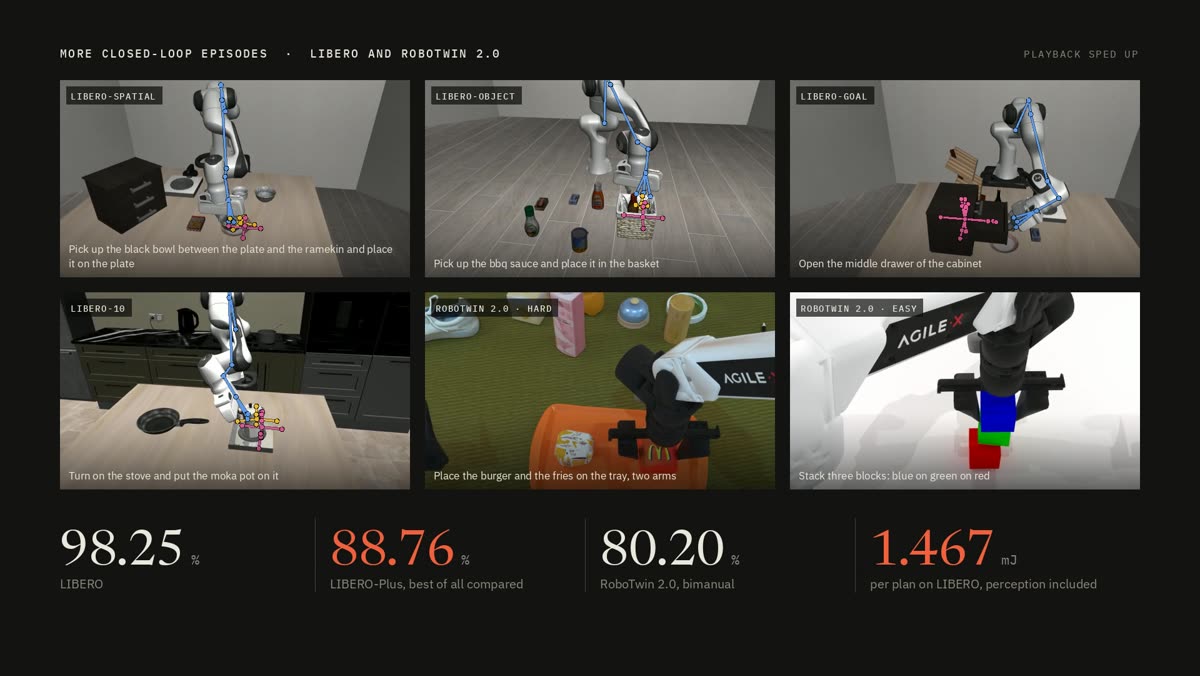 MORE CLOSED-LOOP EPISODES · LIBERO AND ROBOTWIN 2.0
PLAYBACK SPED UP
LIBERO-SPATIAL
Pick up the black bowl between the plate and the ramekin and place
it on the plate
LIBERO-OBJECT
Pick up the bbq sauce and place it in the basket
LIBERO-GOAL
Open the middle drawer of the cabinet
LIBERO-10
Turn on the stove and put the moka pot on it
ROBOTWIN 2.0 · HARD
AGILE
Place the burger and the fries on the tray, two arms
ROBOTWIN 2.0 · EASY
AGILE·X
Stack three blocks: blue on green on red
98.25 %
LIBERO
88.76 %
LIBERO-Plus, best of all compared
80.20 %
RoboTwin 2.0, bimanual
1.467 mJ
per plan on LIBERO, perception included